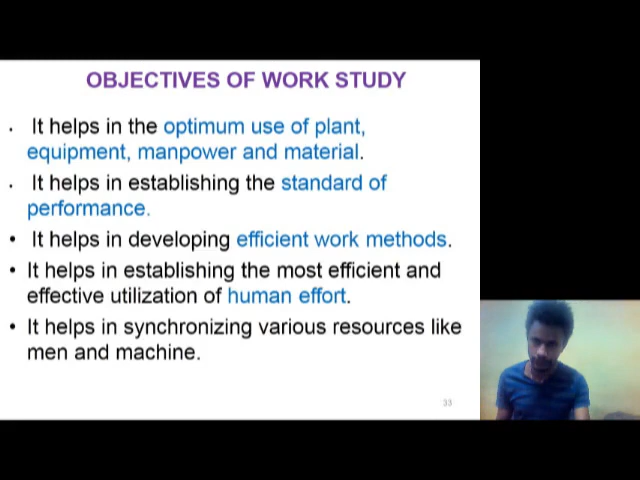 OBJECTIVES OF WORK STUDY
• It helps in the optimum use of plant,
equipment, manpower and material.
• It helps in establishing the standard of
performance.
• It helps in developing efficient work methods.
• It helps in establishing the most efficient and
effective utilization of human effort.
• It helps in synchronizing various resources like
men and machine.
33